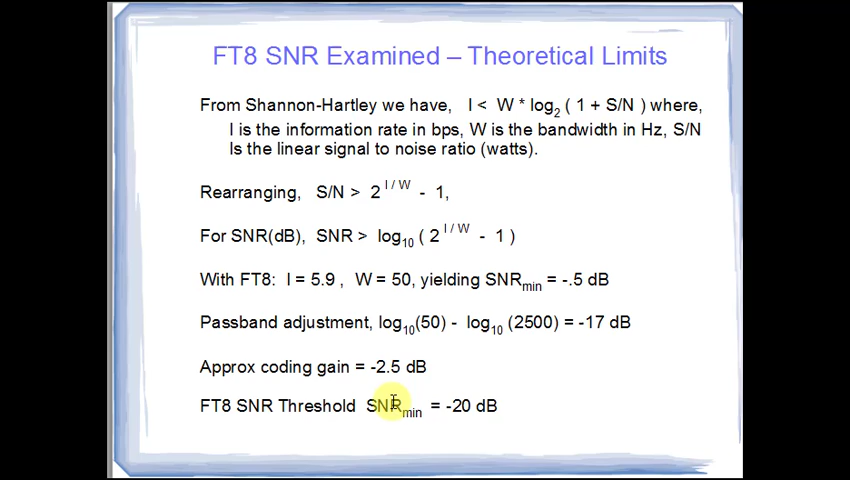 FT8 SNR Examined – Theoretical Limits
From Shannon-Hartley we have, I < W * log2 ( 1 + S/N ) where,
I is the information rate in bps, W is the bandwidth in Hz, S/N
Is the linear signal to noise ratio (watts).
Rearranging, S/N > 2 I / W - 1,
For SNR(dB), SNR > log10 ( 2 I / W - 1 )
With FT8: I = 5.9 , W = 50, yielding SNRmin = -.5 dB
Passband adjustment, log10(50) - log10 (2500) = -17 dB
Approx coding gain = -2.5 dB
FT8 SNR Threshold SNRmin = -20 dB